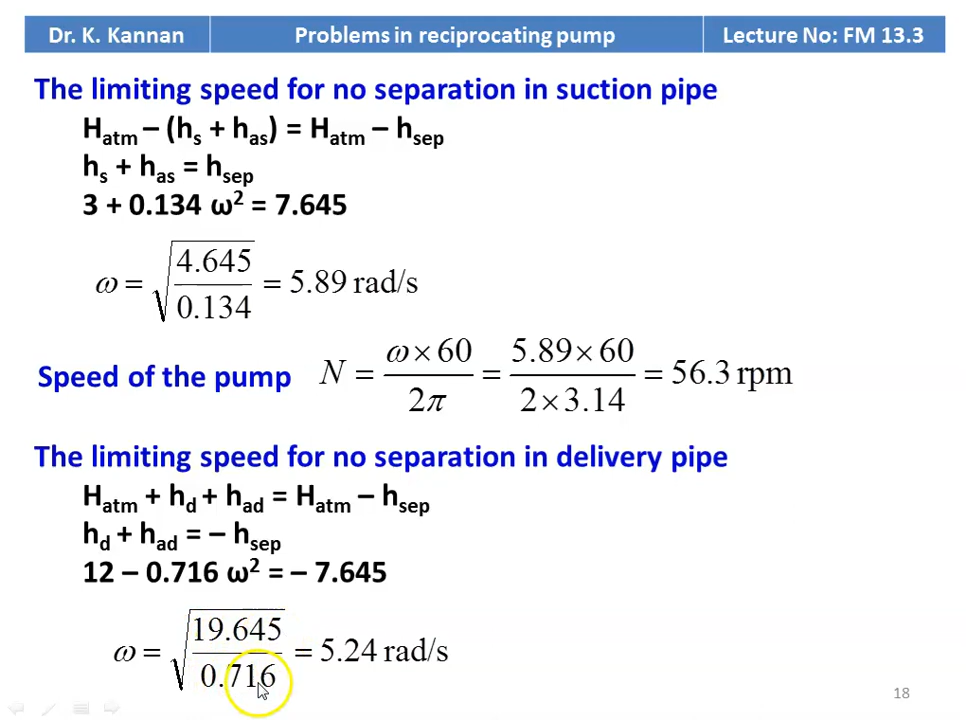 Dr. K. Kannan Problems in reciprocating pump Lecture No: FM 13.3
The limiting speed for no separation in suction pipe
Hatm – (hs + has) = Hatm – hsep
hs + has = hsep
3 + 0.134 ω² = 7.645
ω = √(4.645/0.134) = 5.89 rad/s
Speed of the pump N = (ω × 60)/(2π) = (5.89 × 60)/(2 × 3.14) = 56.3 rpm
The limiting speed for no separation in delivery pipe
Hatm + hd + had = Hatm – hsep
hd + had = – hsep
12 – 0.716 ω² = – 7.645
ω = √(19.645/0.716) = 5.24 rad/s
18